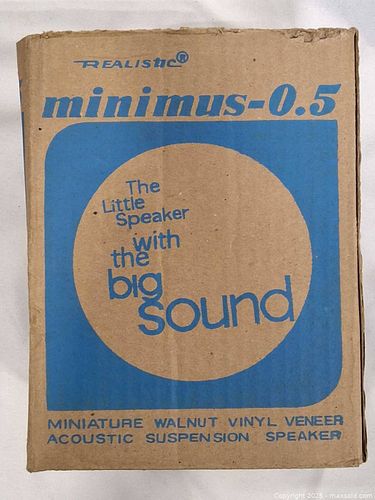 REALISTIC®
minimus-0.5
The
Little
Speaker
with
the
big
sound
MINIATURE WALNUT VINYL VENEER
ACOUSTIC SUSPENSION SPEAKER
Copyright 2025 - maxsold.com